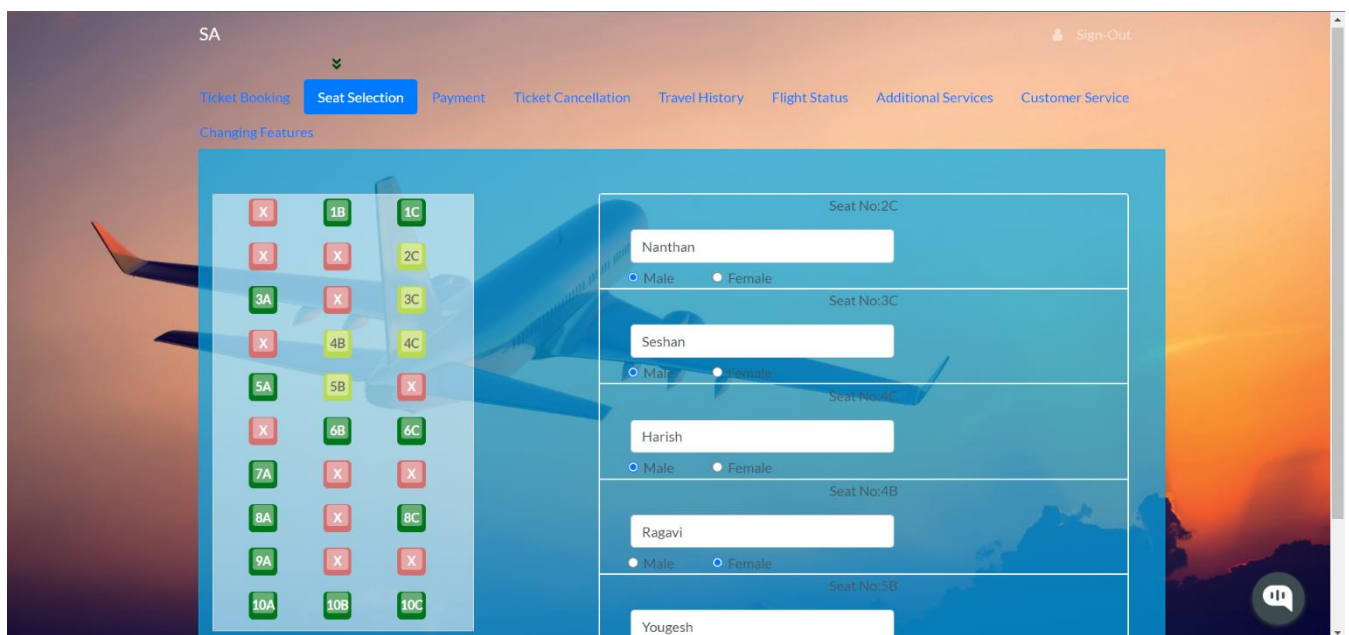 SA
Sign-Out
Ticket Booking Seat Selection Payment Ticket Cancellation Travel History Flight Status Additional Services Customer Service
Changing Features
X 1B 1C
X X 2C
3A X 3C
X 4B 4C
5A 5B X
X 6B 6C
7A X X
8A X 8C
9A X X
10A 10B 10C
Seat No:2C
Nanthan
Male Female
Seat No:3C
Seshan
Male Female
Seat No:4C
Harish
Male Female
Seat No:4B
Ragavi
Male Female
Seat No:5B
Yougesh